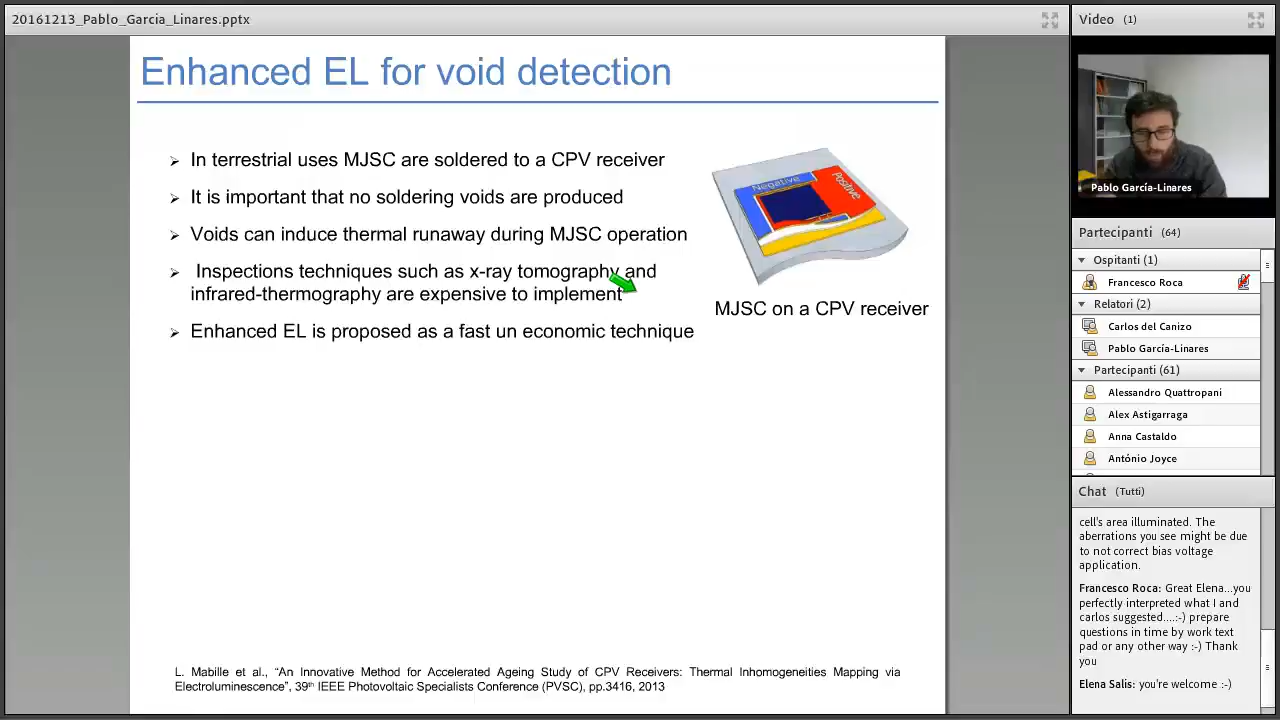 20161213_Pablo_Garcia_Linares.pptx
Enhanced EL for void detection
In terrestrial uses MJSC are soldered to a CPV receiver
It is important that no soldering voids are produced
Voids can induce thermal runaway during MJSC operation
Inspections techniques such as x-ray tomography and
infrared-thermography are expensive to implement
Enhanced EL is proposed as a fast un economic technique
Negative
Positive
MJSC on a CPV receiver
L. Mabille et al., “An Innovative Method for Accelerated Ageing Study of CPV Receivers: Thermal Inhomogeneities Mapping via
Electroluminescence”, 39th IEEE Photovoltaic Specialists Conference (PVSC), pp.3416, 2013
Video (1)
Pablo García-Linares
Partecipanti (64)
Ospitanti (1)
Francesco Roca
Relatori (2)
Carlos del Canizo
Pablo García-Linares
Partecipanti (61)
Alessandro Quattropani
Alex Astigarraga
Anna Castaldo
António Joyce
Chat (Tutti)
cell's area illuminated. The
aberrations you see might be due
to not correct bias voltage
application.
Francesco Roca: Great Elena...you
perfectly interpreted what I and
carlos suggested....:-) prepare
questions in time by work text
pad or any other way :-) Thank
you
Elena Salis: you're welcome :-)